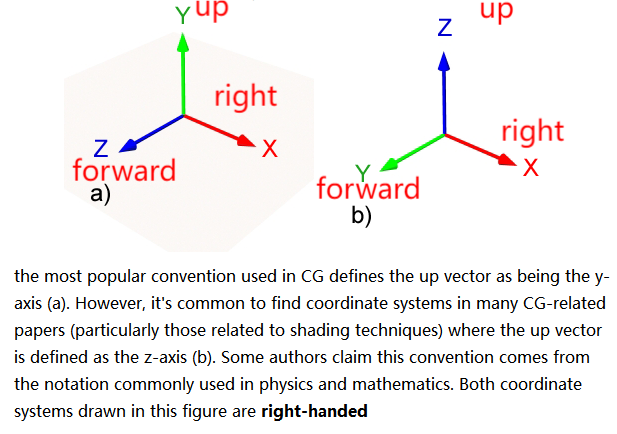 Y up
right
Z
X
forward
a)
up
Z
right
X
Y
forward
b)
the most popular convention used in CG defines the up vector as being the y-
axis (a). However, it's common to find coordinate systems in many CG-related
papers (particularly those related to shading techniques) where the up vector
is defined as the z-axis (b). Some authors claim this convention comes from
the notation commonly used in physics and mathematics. Both coordinate
systems drawn in this figure are right-handed